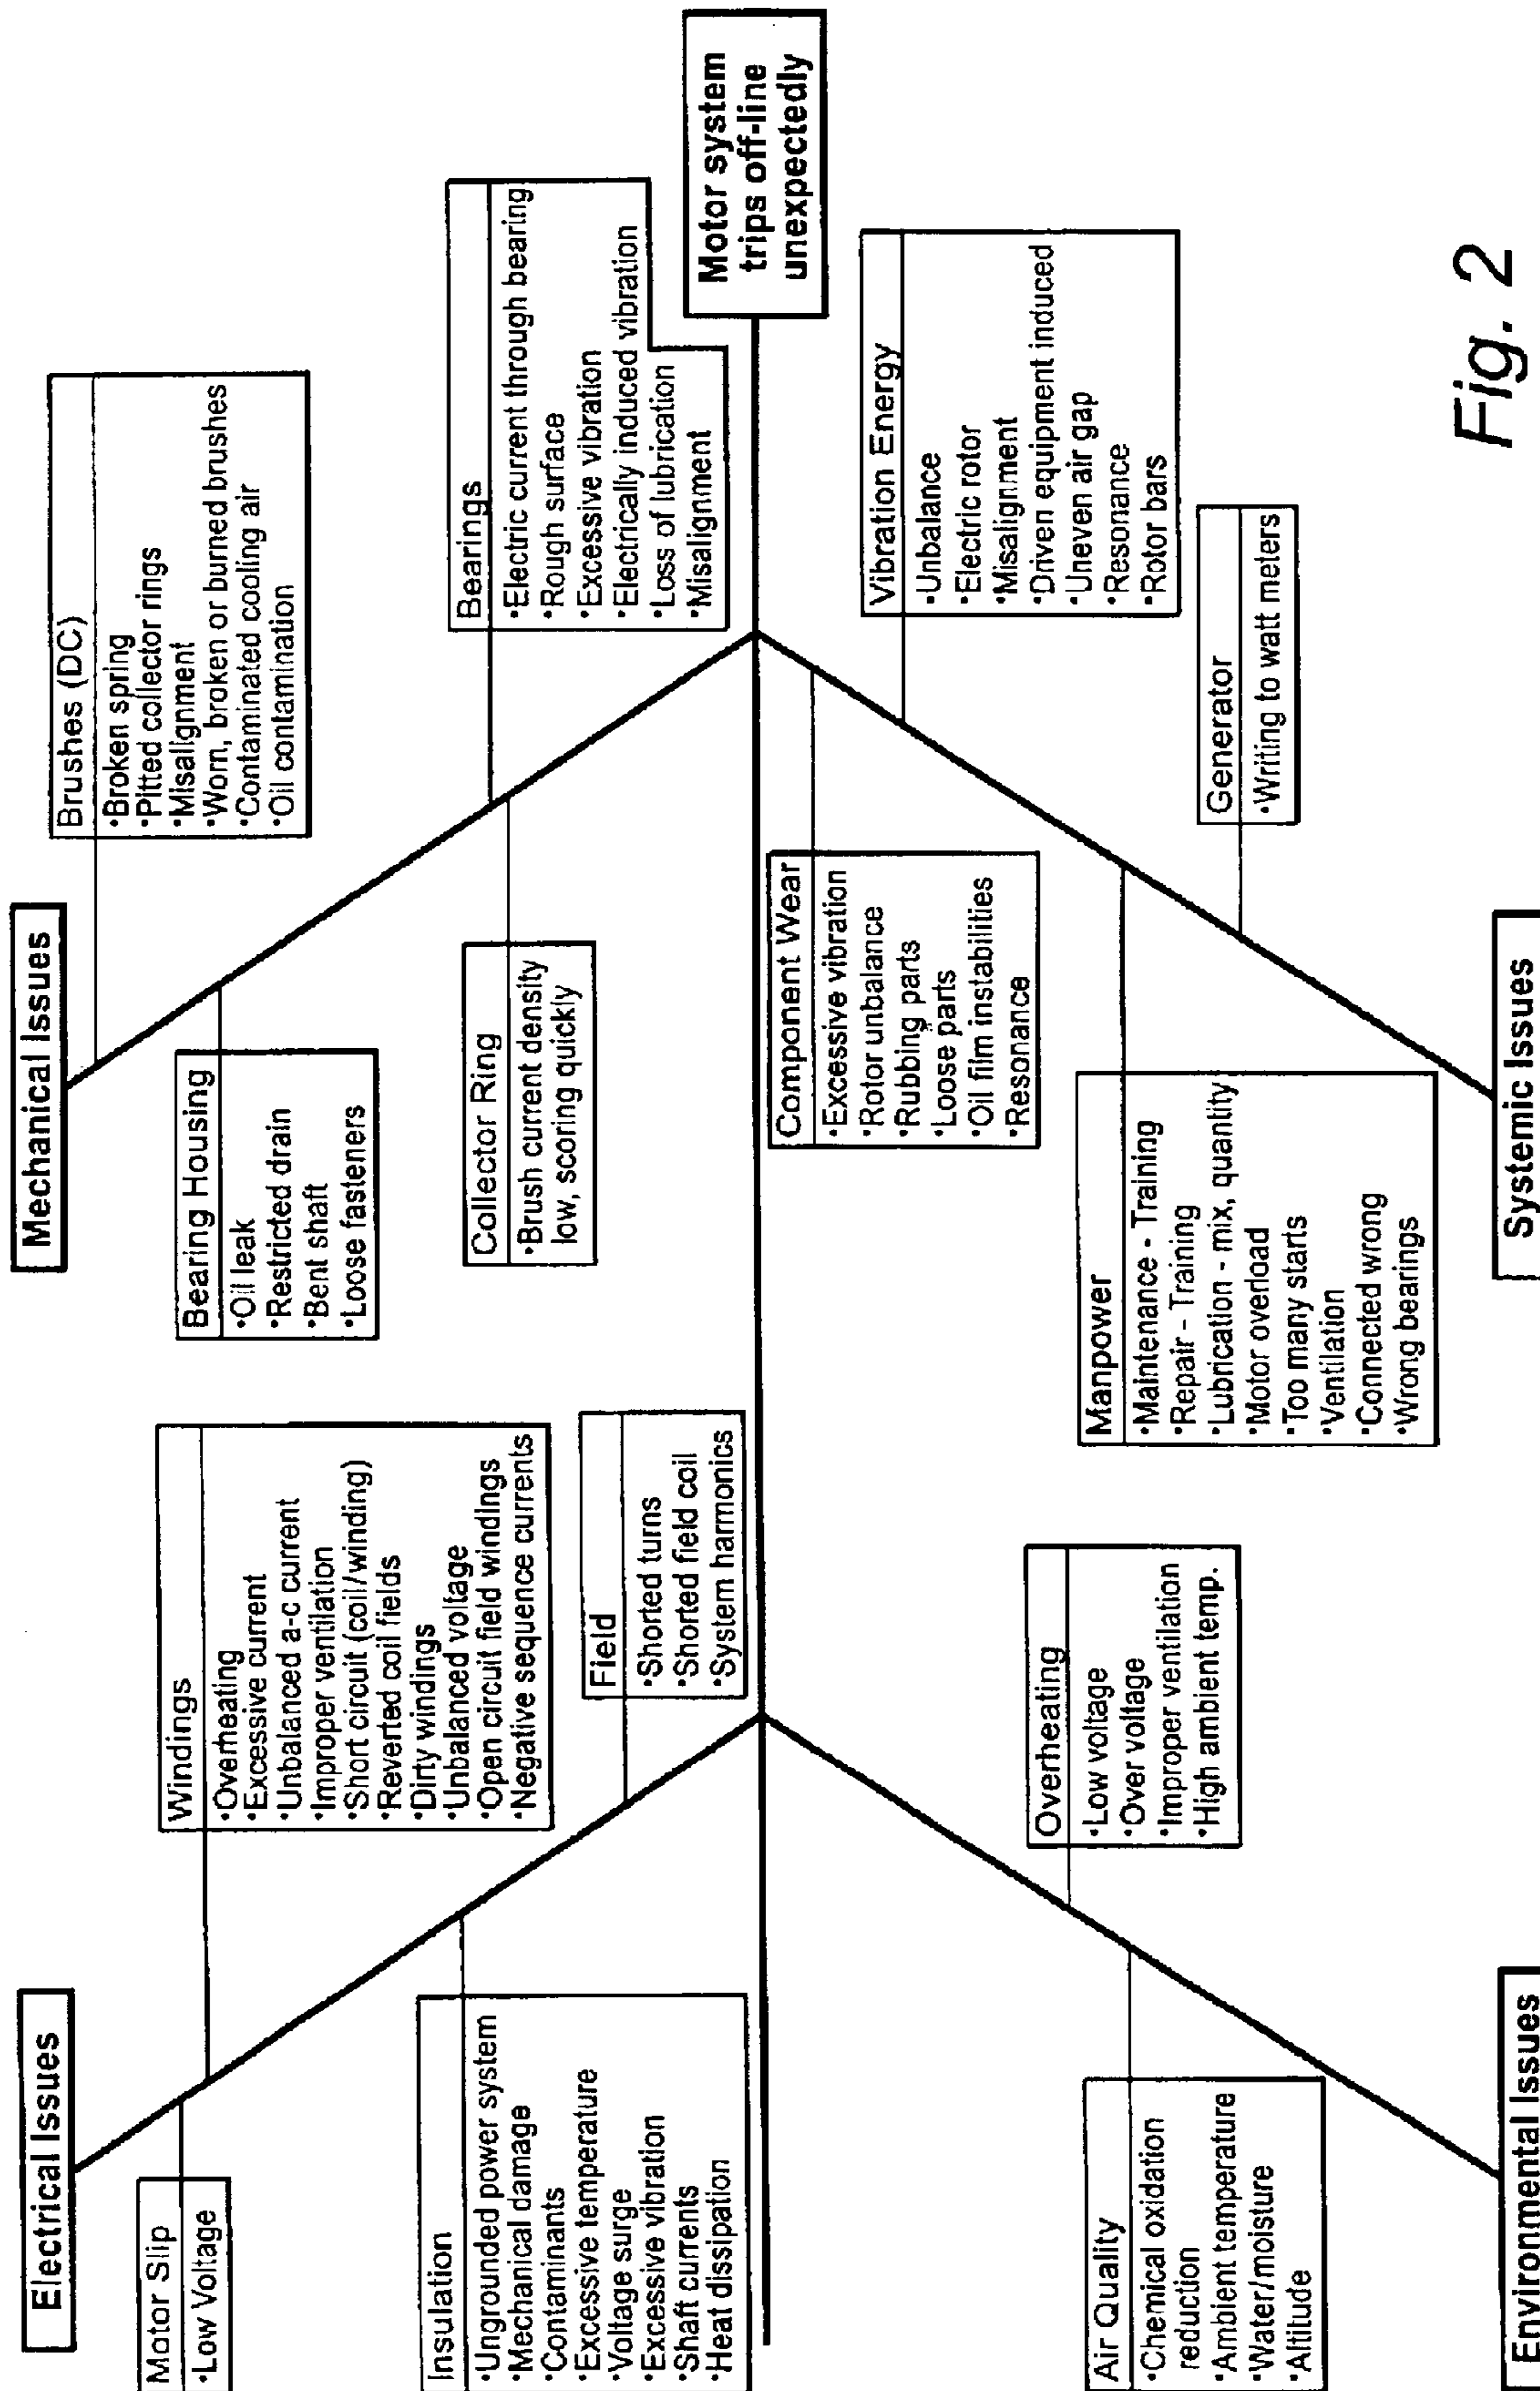 Electrical Issues
Motor Slip
•Low Voltage
Windings
•Overheating
•Excessive current
•Unbalanced a-c current
•Improper ventilation
•Short circuit (coil/winding)
•Reverted coil fields
•Dirty windings
•Unbalanced voltage
•Open circuit field windings
•Negative sequence currents
Insulation
•Ungrounded power system
•Mechanical damage
•Contaminants
•Excessive temperature
•Voltage surge
•Excessive vibration
•Shaft currents
•Heat dissipation
Field
•Shorted turns
•Shorted field coil
•System harmonics
Mechanical Issues
Brushes (DC)
•Broken spring
•Pitted collector rings
•Misalignment
•Worn, broken or burned brushes
•Contaminated cooling air
•Oil contamination
Bearing Housing
•Oil leak
•Restricted drain
•Bent shaft
•Loose fasteners
Bearings
•Electric current through bearing
•Rough surface
•Excessive vibration
•Electrically induced vibration
•Loss of lubrication
•Misalignment
Collector Ring
•Brush current density
low, scoring quickly
Motor system
trips off-line
unexpectedly
Overheating
•Low voltage
•Over voltage
•Improper ventilation
•High ambient temp.
Air Quality
•Chemical oxidation
reduction
•Ambient temperature
•Water/moisture
•Altitude
Environmental Issues
Component Wear
•Excessive vibration
•Rotor unbalance
•Rubbing parts
•Loose parts
•Oil film instabilities
•Resonance
Vibration Energy
•Unbalance
•Electric rotor
•Misalignment
•Driven equipment induced
•Uneven air gap
•Resonance
•Rotor bars
Manpower
•Maintenance - Training
•Repair - Training
•Lubrication - mix, quantity
•Motor overload
•Too many starts
•Ventilation
•Connected wrong
•Wrong bearings
Generator
•Writing to watt meters
Systemic Issues
Fig. 2